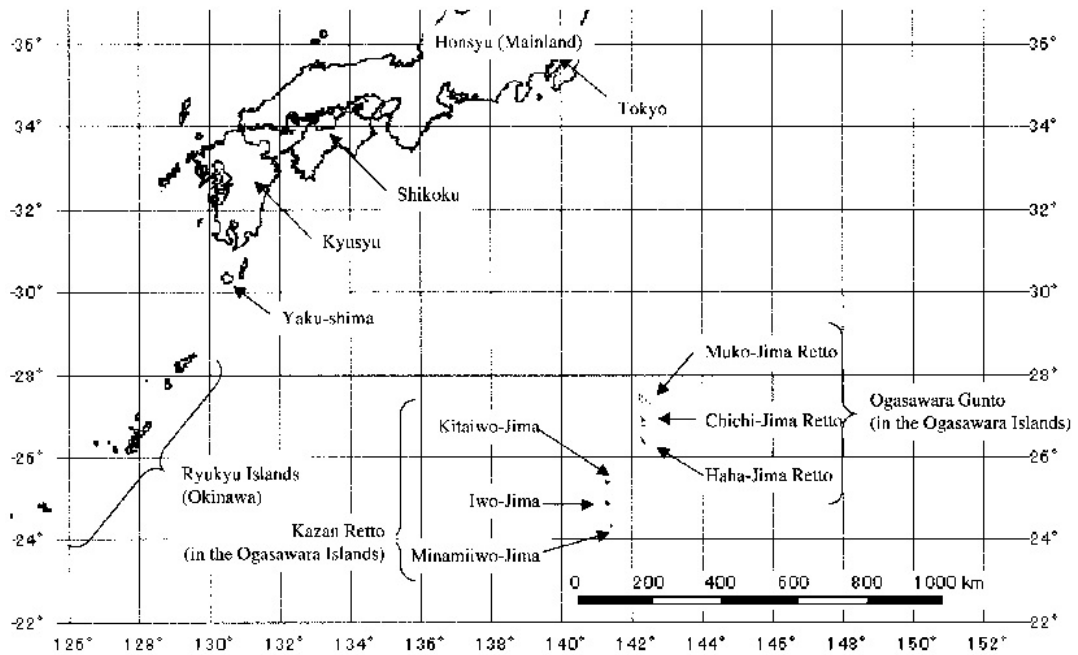 -36°
Honsyu (Mainland)
36°
Tokyo
-34°
34°
Shikoku
-32°
32°
Kyusyu
-30°
30°
Yaku-shima
Muko-Jima Retto
-28°
28°
Ogasawara Gunto
(in the Ogasawara Islands)
Chichi-Jima Retto
Kitaiwo-Jima
-26°
26°
Haha-Jima Retto
Ryukyu Islands
(Okinawa)
Iwo-Jima
Kazan Retto
(in the Ogasawara Islands)
-24°
24°
Minamiiwo-Jima
0 200 400 600 800 1000 km
-22°
22°
126° 128° 130° 132° 134° 136° 138° 140° 142° 144° 146° 148° 150° 152°